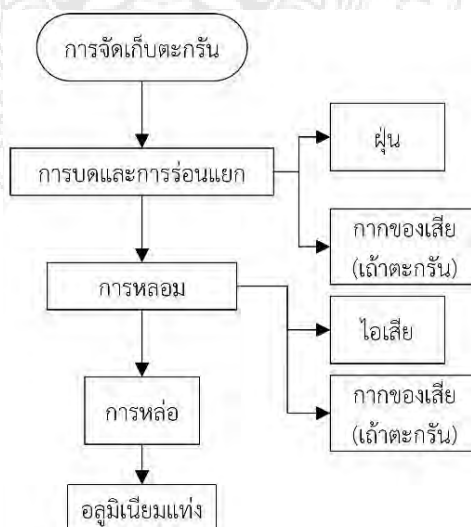 การจัดเก็บตะกรัน
ฝุ่น
การบดและการร่อนแยก
กากของเสีย
(เถ้าตะกรัน)
การหลอม
ไอเสีย
กากของเสีย
(เถ้าตะกรัน)
การหล่อ
อลูมิเนียมแท่ง